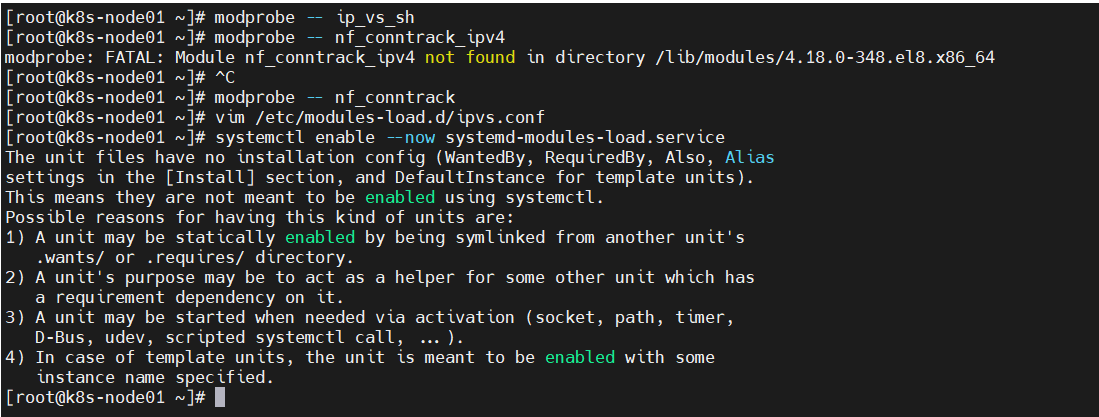 [root@k8s-node01 ~]# modprobe -- ip_vs_sh
[root@k8s-node01 ~]# modprobe -- nf_conntrack_ipv4
modprobe: FATAL: Module nf_conntrack_ipv4 not found in directory /lib/modules/4.18.0-348.el8.x86_64
[root@k8s-node01 ~]# ^C
[root@k8s-node01 ~]# modprobe -- nf_conntrack
[root@k8s-node01 ~]# vim /etc/modules-load.d/ipvs.conf
[root@k8s-node01 ~]# systemctl enable --now systemd-modules-load.service
The unit files have no installation config (WantedBy, RequiredBy, Also, Alias
settings in the [Install] section, and DefaultInstance for template units).
This means they are not meant to be enabled using systemctl.
Possible reasons for having this kind of units are:
1) A unit may be statically enabled by being symlinked from another unit's
   .wants/ or .requires/ directory.
2) A unit's purpose may be to act as a helper for some other unit which has
   a requirement dependency on it.
3) A unit may be started when needed via activation (socket, path, timer,
   D-Bus, udev, scripted systemctl call, ...).
4) In case of template units, the unit is meant to be enabled with some
   instance name specified.
[root@k8s-node01 ~]#